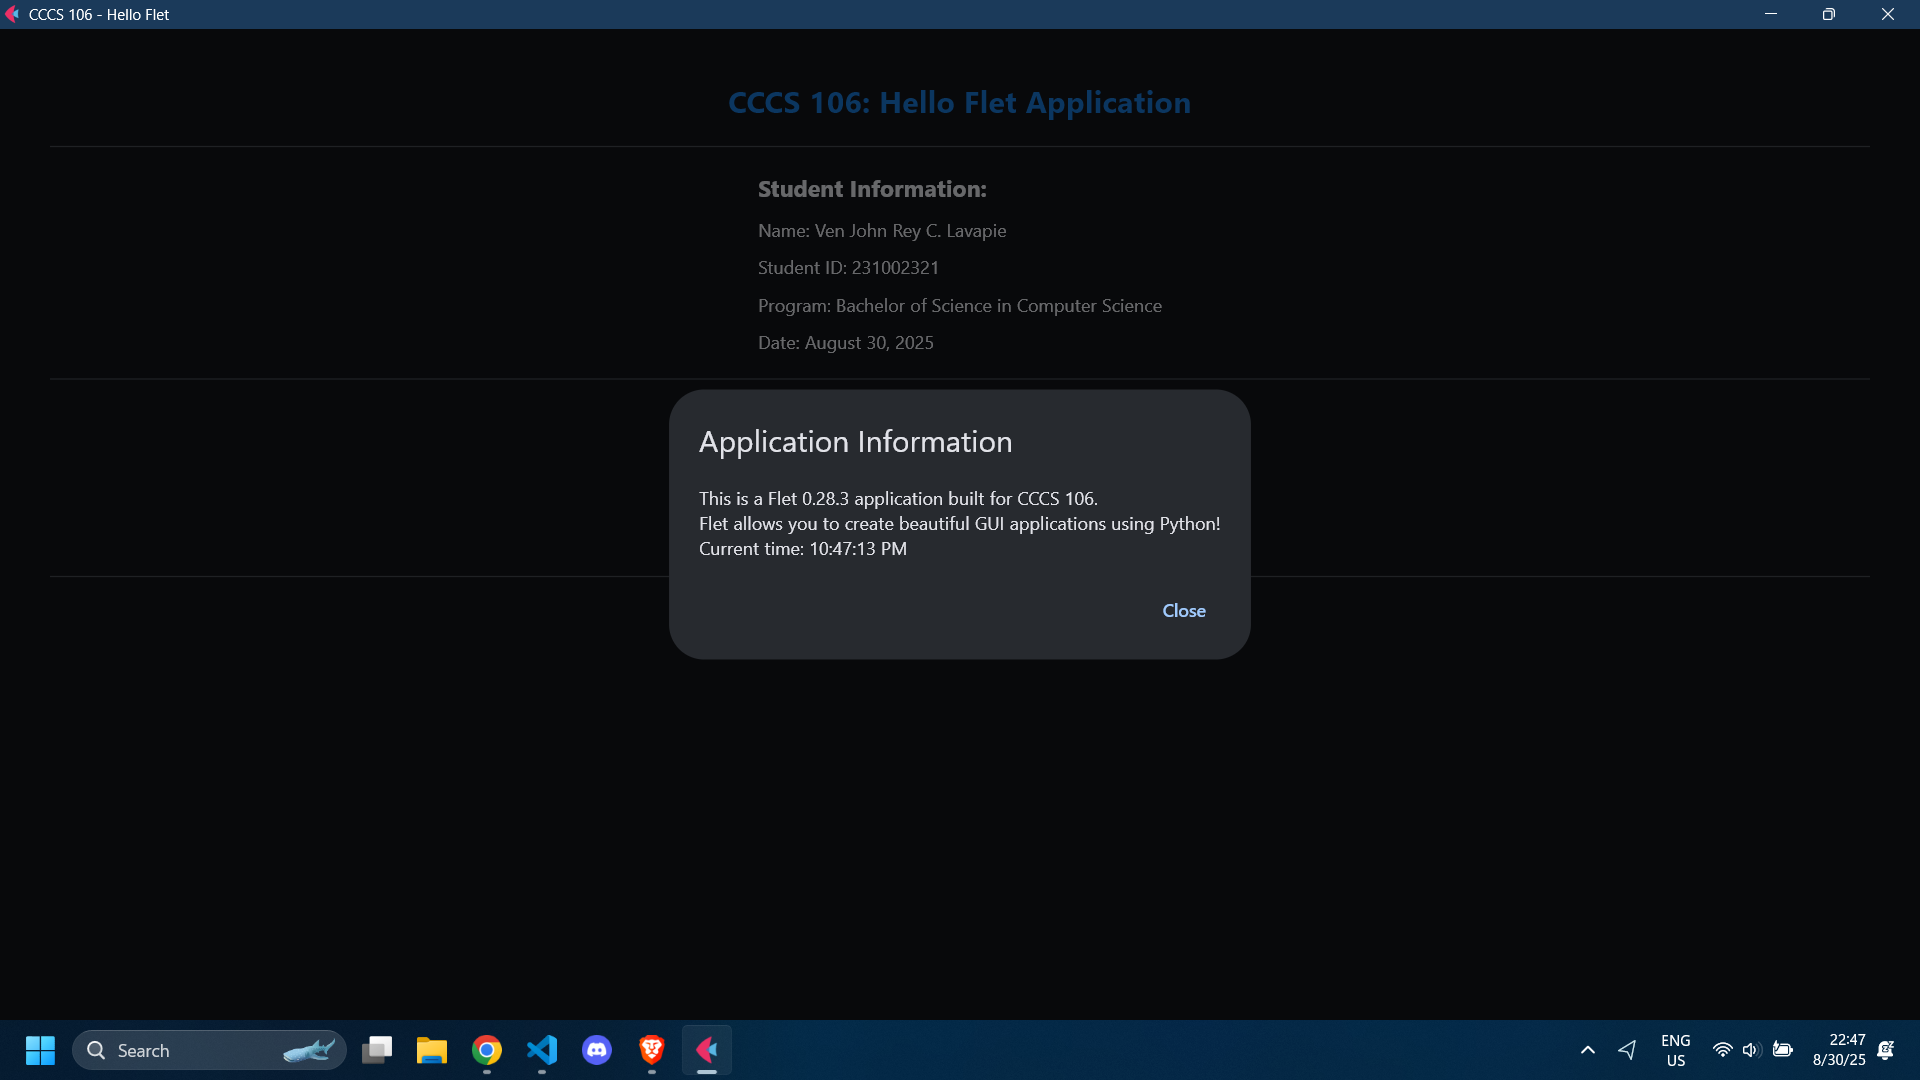 CCCS 106 - Hello Flet
CCCS 106: Hello Flet Application
Student Information:
Name: Ven John Rey C. Lavapie
Student ID: 231002321
Program: Bachelor of Science in Computer Science
Date: August 30, 2025
Application Information
This is a Flet 0.28.3 application built for CCCS 106.
Flet allows you to create beautiful GUI applications using Python!
Current time: 10:47:13 PM
Close
Search
ENG
US
22:47
8/30/25